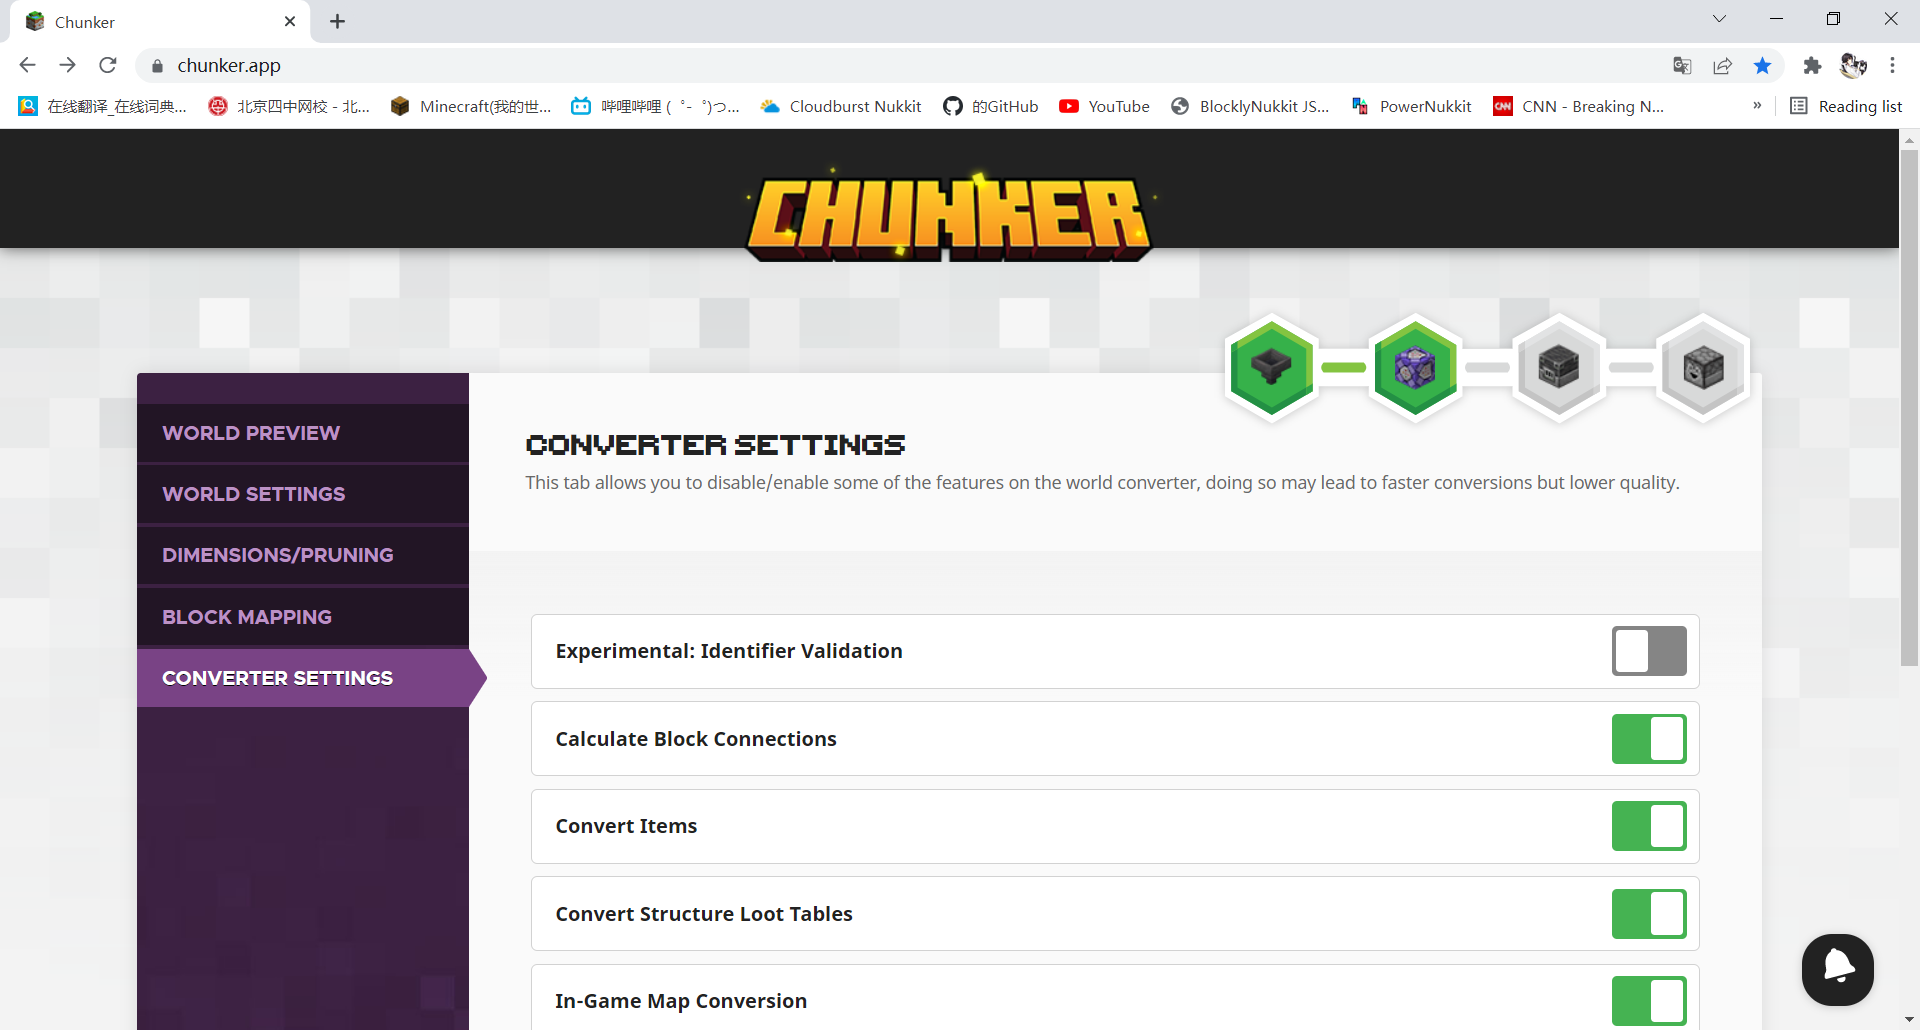 Chunker
chunker.app
在线翻译_在线词典...
北京四中网校 - 北...
Minecraft(我的世...
哔哩哔哩 (゜-゜)つ...
Cloudburst Nukkit
的GitHub
YouTube
BlocklyNukkit JS...
PowerNukkit
CNN - Breaking N...
»
Reading list
CHUNKER
WORLD PREVIEW
WORLD SETTINGS
DIMENSIONS/PRUNING
BLOCK MAPPING
CONVERTER SETTINGS
CONVERTER SETTINGS
This tab allows you to disable/enable some of the features on the world converter, doing so may lead to faster conversions but lower quality.
Experimental: Identifier Validation
Calculate Block Connections
Convert Items
Convert Structure Loot Tables
In-Game Map Conversion